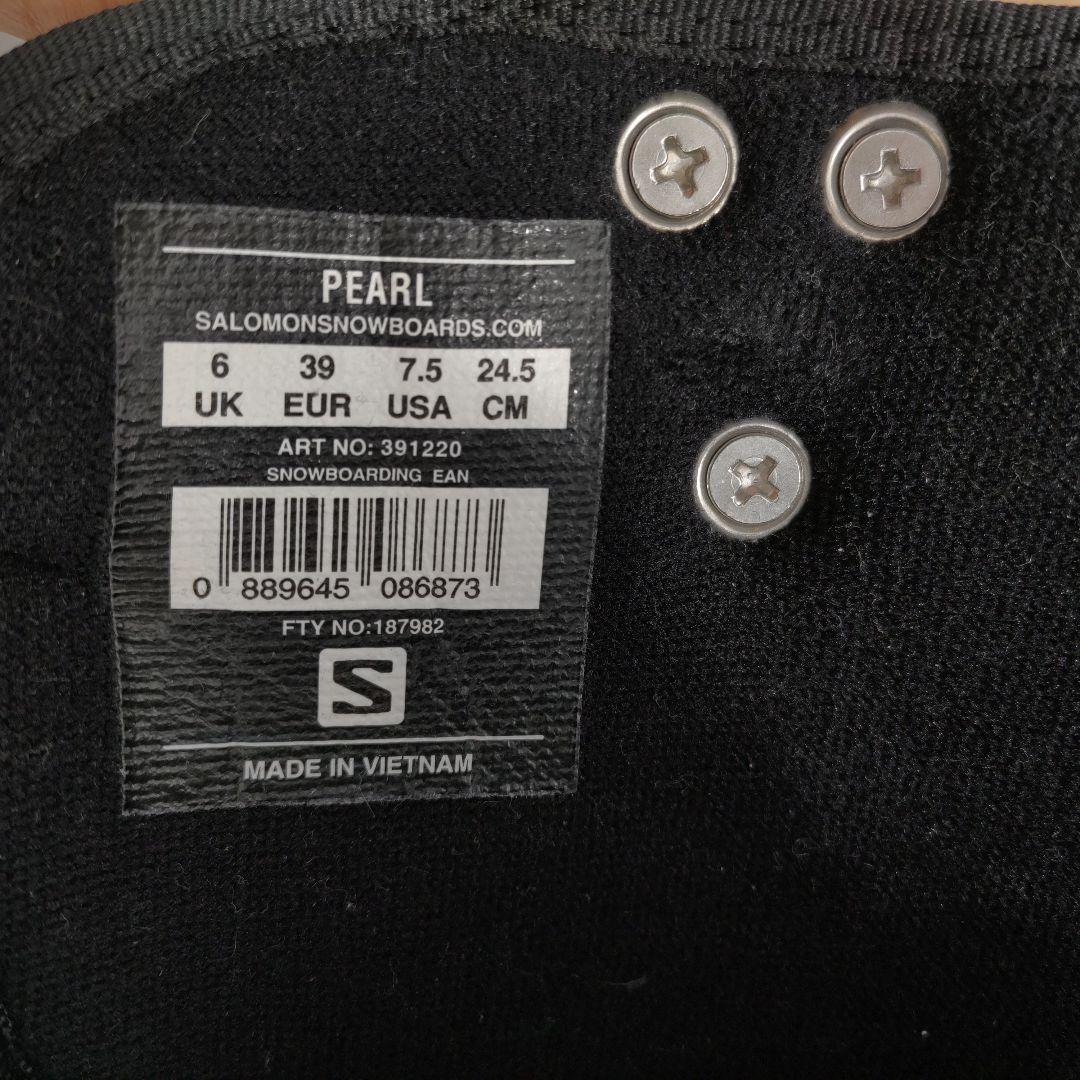 PEARL
SALOMONSNOWBOARDS.COM
6 39 7.5 24.5
UK EUR USA CM
ART NO: 391220
SNOWBOARDING EAN
0 889645 086873
FTY NO:187982
S
MADE IN VIETNAM